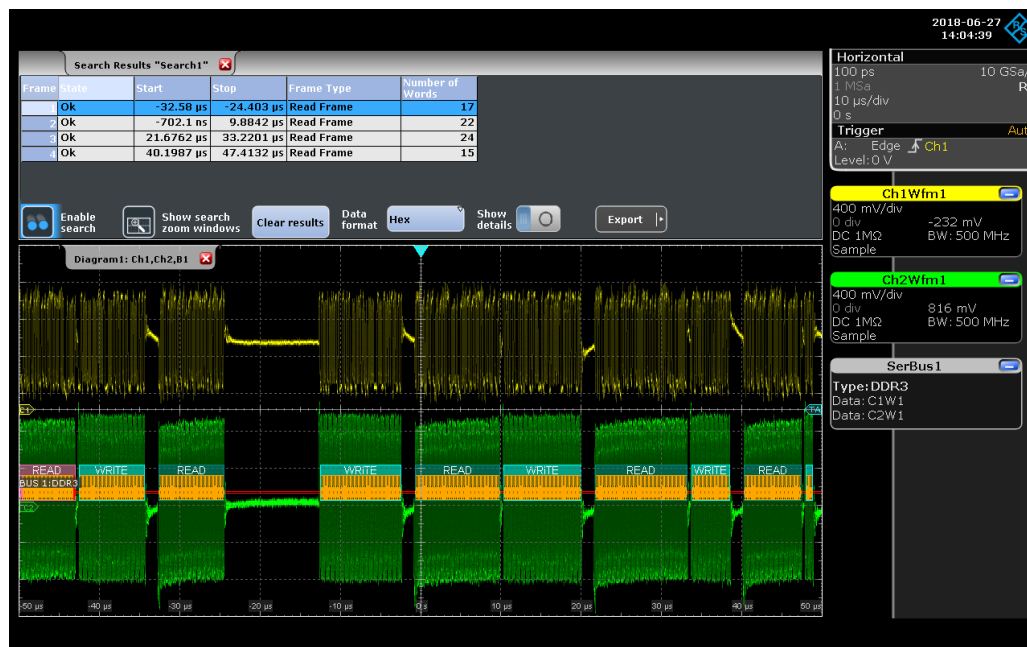 2018-06-27
14:04:39
R&S
Search Results "Search1"
Frame State Start Stop Frame Type Number of Words
1 Ok -32.58 µs -24.403 µs Read Frame 17
2 Ok -702.1 ns 9.8842 µs Read Frame 22
3 Ok 21.6762 µs 33.2201 µs Read Frame 24
4 Ok 40.1987 µs 47.4132 µs Read Frame 15
Enable search
Show search zoom windows
Clear results
Data format
Hex
Show details
Export
Horizontal
100 ps 10 GSa/
1 MSa R
10 µs/div
0 s
Trigger Aut
A: Edge Ch1
Level: 0 V
Ch1Wfm1
400 mV/div
0 div -232 mV
DC 1MΩ BW: 500 MHz
Sample
Ch2Wfm1
400 mV/div
0 div 816 mV
DC 1MΩ BW: 500 MHz
Sample
SerBus1
Type: DDR3
Data: C1W1
Data: C2W1
Diagram1: Ch1,Ch2,B1
C1 TA
READ WRITE READ WRITE READ WRITE READ WRITE READ
BUS 1:DDR3
C2
-50 µs -40 µs -30 µs -20 µs -10 µs 0 s 10 µs 20 µs 30 µs 40 µs 50 µs